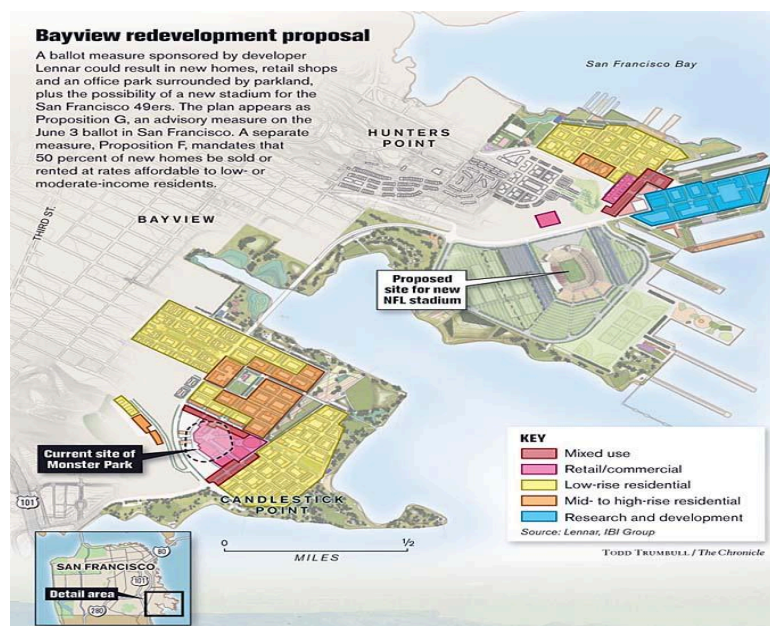 Bayview redevelopment proposal
A ballot measure sponsored by developer
Lennar could result in new homes, retail shops
and an office park surrounded by parkland,
plus the possibility of a new stadium for the
San Francisco 49ers. The plan appears as
Proposition G, an advisory measure on the
June 3 ballot in San Francisco. A separate
measure, Proposition F, mandates that
50 percent of new homes be sold or
rented at rates affordable to low- or
moderate-income residents.
San Francisco Bay
HUNTERS
POINT
THIRD ST.
BAYVIEW
Proposed
site for new
NFL stadium
Current site of
Monster Park
101
CANDLESTICK
POINT
0 1/2
MILES
KEY
Mixed use
Retail/commercial
Low-rise residential
Mid- to high-rise residential
Research and development
Source: Lennar, IBI Group
TODD TRUMBULL / The Chronicle
80
SAN FRANCISCO
101
Detail area
280